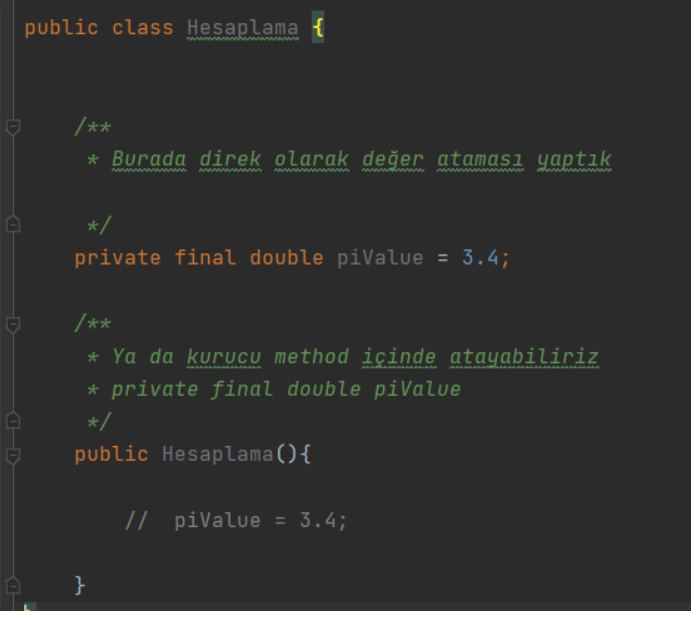 public class Hesaplama {
/**
* Burada direk olarak değer ataması yaptık
*/
private final double piValue = 3.4;
/**
* Ya da kurucu method içinde atayabiliriz
* private final double piValue
*/
public Hesaplama(){
//  piValue = 3.4;
}